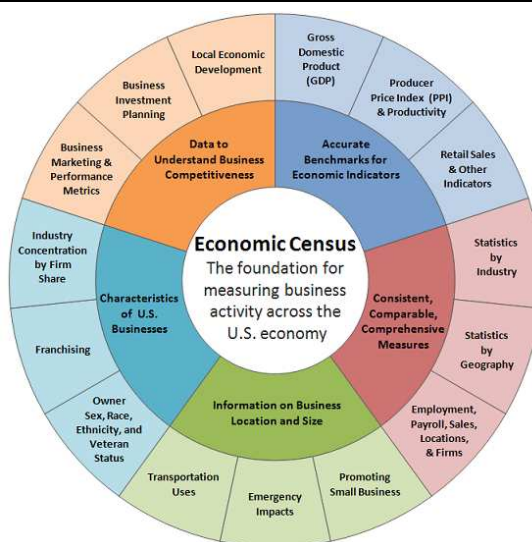 Economic Census
The foundation for
measuring business
activity across the
U.S. economy
Data to
Understand Business
Competitiveness
Accurate
Benchmarks for
Economic Indicators
Consistent,
Comparable,
Comprehensive
Measures
Information on Business
Location and Size
Characteristics
of U.S.
Businesses
Local Economic
Development
Gross
Domestic
Product
(GDP)
Producer
Price Index (PPI)
& Productivity
Retail Sales
& Other
Indicators
Statistics
by
Industry
Statistics
by
Geography
Employment,
Payroll, Sales,
Locations,
& Firms
Promoting
Small Business
Emergency
Impacts
Transportation
Uses
Owner
Sex, Race,
Ethnicity, and
Veteran
Status
Franchising
Industry
Concentration
by Firm
Share
Business
Marketing &
Performance
Metrics
Business
Investment
Planning